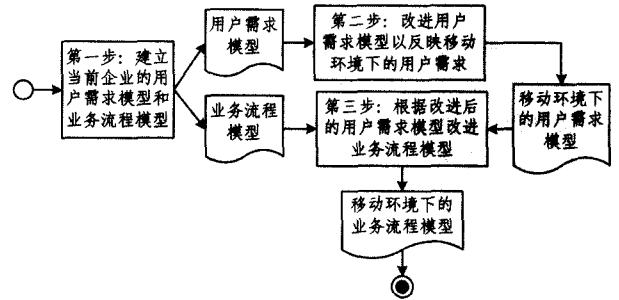 第一步：建立
当前企业的用
户需求模型和
业务流程模型
用户需求
模型
第二步：改进用户
需求模型以反映移动
环境下的用户需求
业务流程
模型
第三步：根据改进后
的用户需求模型改进
业务流程模型
移动环境下
的用户需求
模型
移动环境下的
业务流程模型